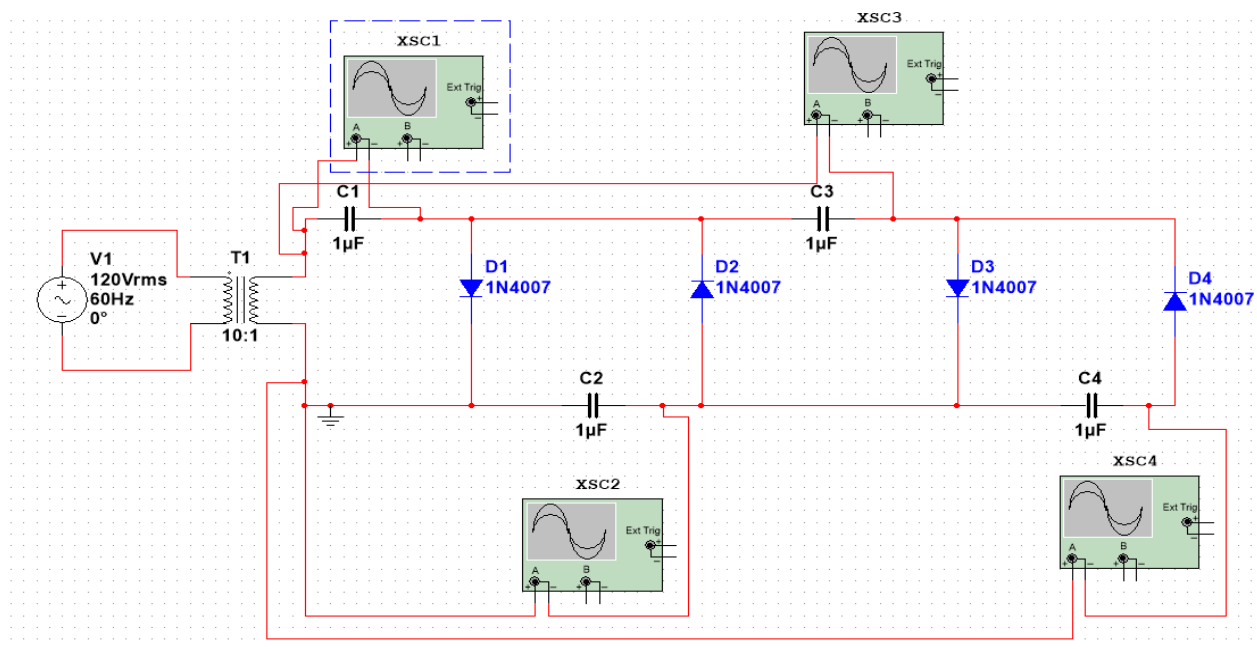 XSC1
Ext Trig
+
−
A
B
+
−
+
−
XSC3
Ext Trig
+
−
A
B
+
−
+
−
C1
1µF
C3
1µF
V1
120Vrms
60Hz
0°
+
−
T1
10:1
D1
1N4007
D2
1N4007
D3
1N4007
D4
1N4007
C2
1µF
C4
1µF
XSC2
Ext Trig
+
−
A
B
+
−
+
−
XSC4
Ext Trig
+
−
A
B
+
−
+
−